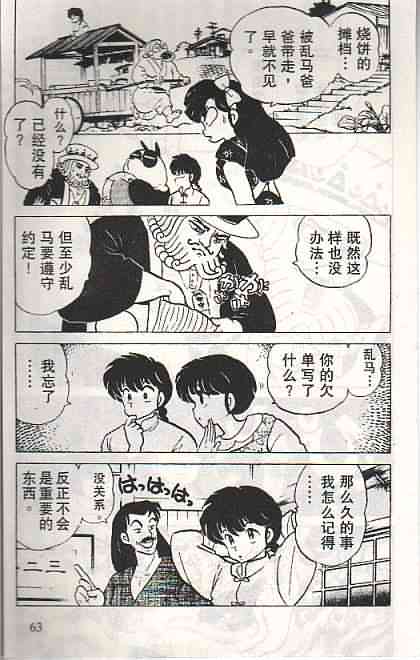 烧饼的
摊档…
被乱马爸
爸带走，
早就不见
了。
什么？
已经没有
了？
既然这
样也没
办法…
但至少乱
马要遵守
约定！
乱马…
你的欠
单写了
什么？
我忘了
……
那么久的事
我怎么记得
……
はっはっはっ
没关系。
反正不会
是重要的
东西。
一二三
63